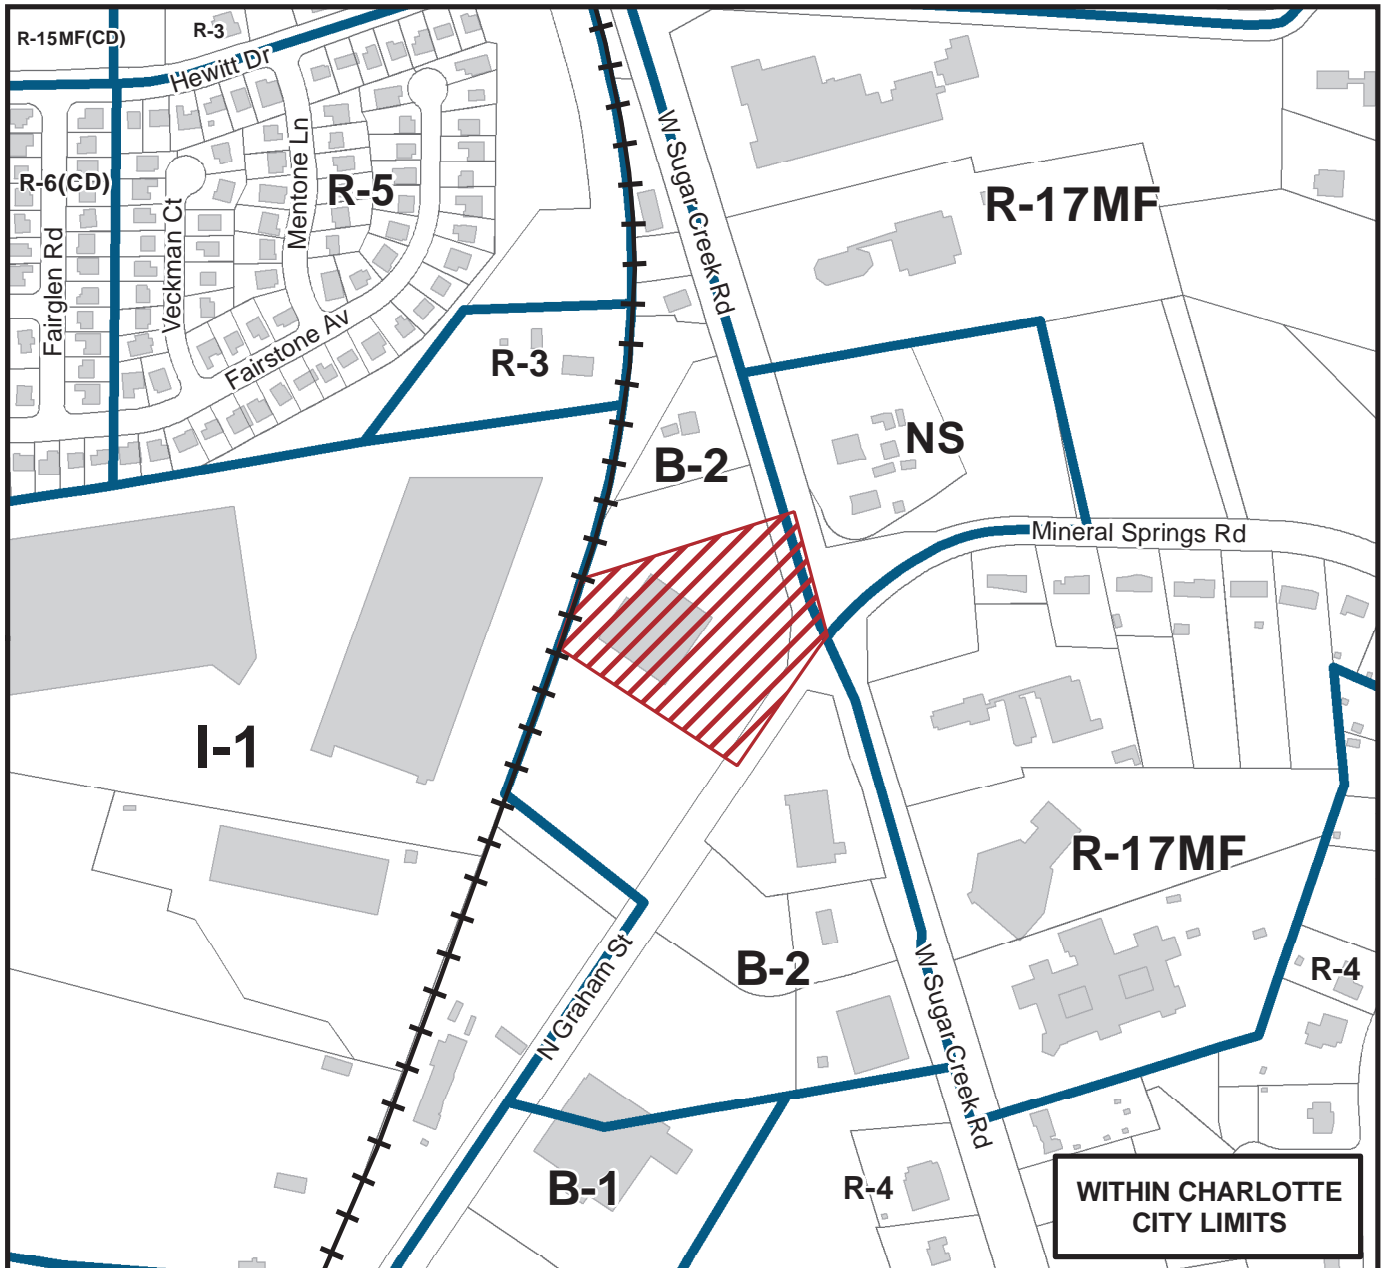 R-15MF(CD)
R-3
Hewitt Dr
R-6(CD)
R-5
Mentone Ln
Veckman Ct
Fairglen Rd
Fairstone Av
W Sugar Creek Rd
R-17MF
R-3
B-2
NS
Mineral Springs Rd
I-1
R-17MF
B-2
N Graham St
W Sugar Creek Rd
R-4
B-1
R-4
WITHIN CHARLOTTE
CITY LIMITS